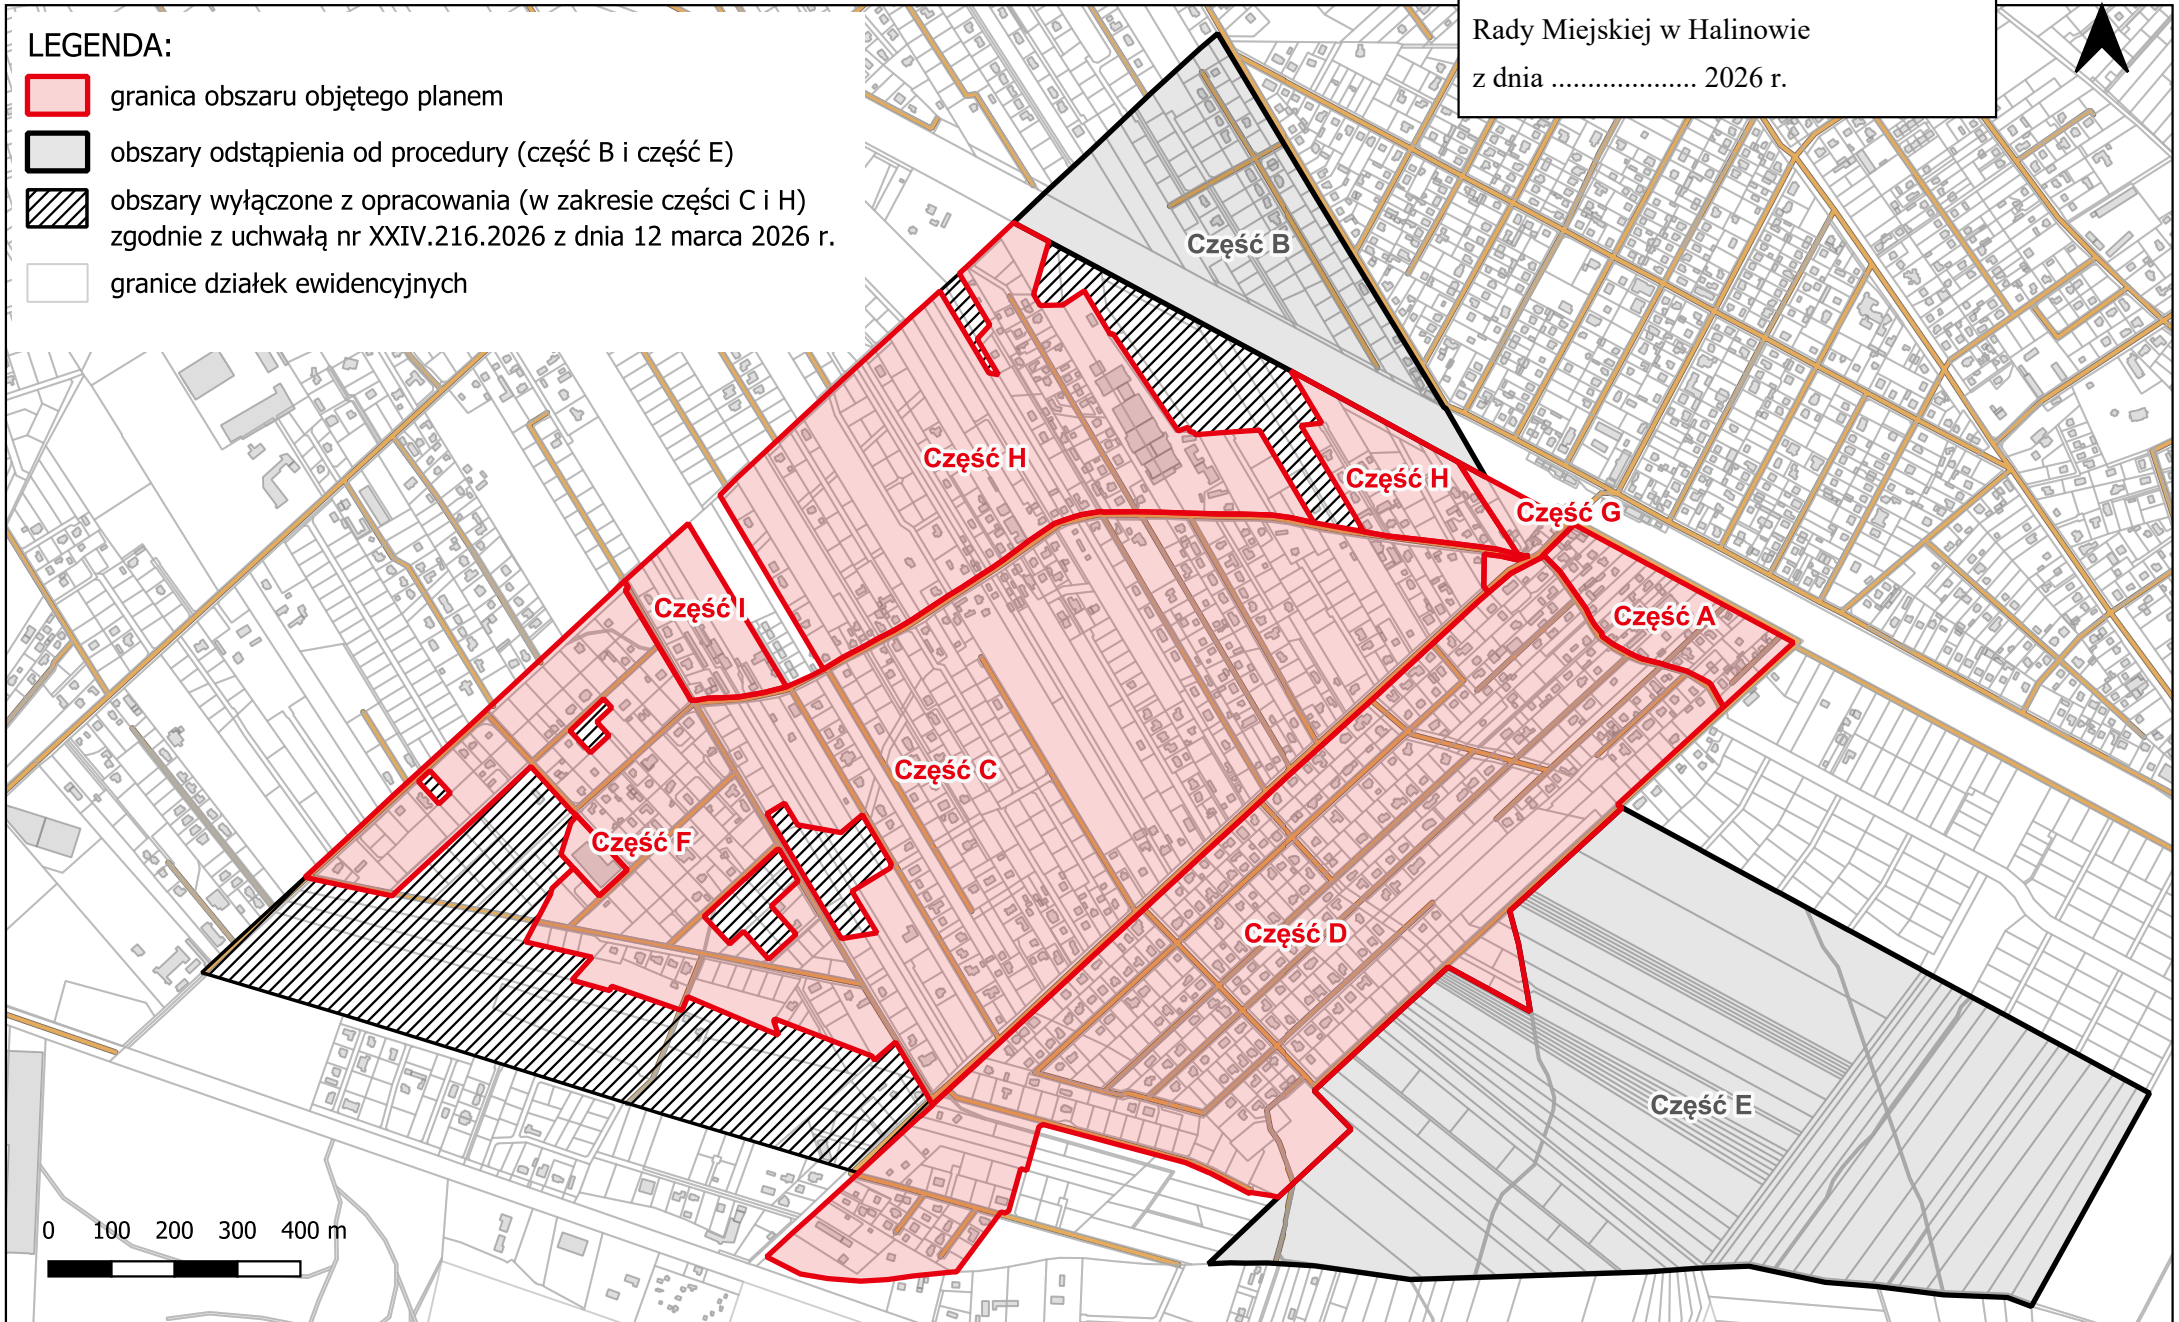 LEGENDA:
granica obszaru objętego planem
obszary odstąpienia od procedury (część B i część E)
obszary wyłączone z opracowania (w zakresie części C i H)
zgodnie z uchwałą nr XXIV.216.2026 z dnia 12 marca 2026 r.
granice działek ewidencyjnych
Rady Miejskiej w Halinowie
z dnia .................... 2026 r.
Część B
Część H
Część H
Część G
Część I
Część A
Część C
Część F
Część D
Część E
0 100 200 300 400 m